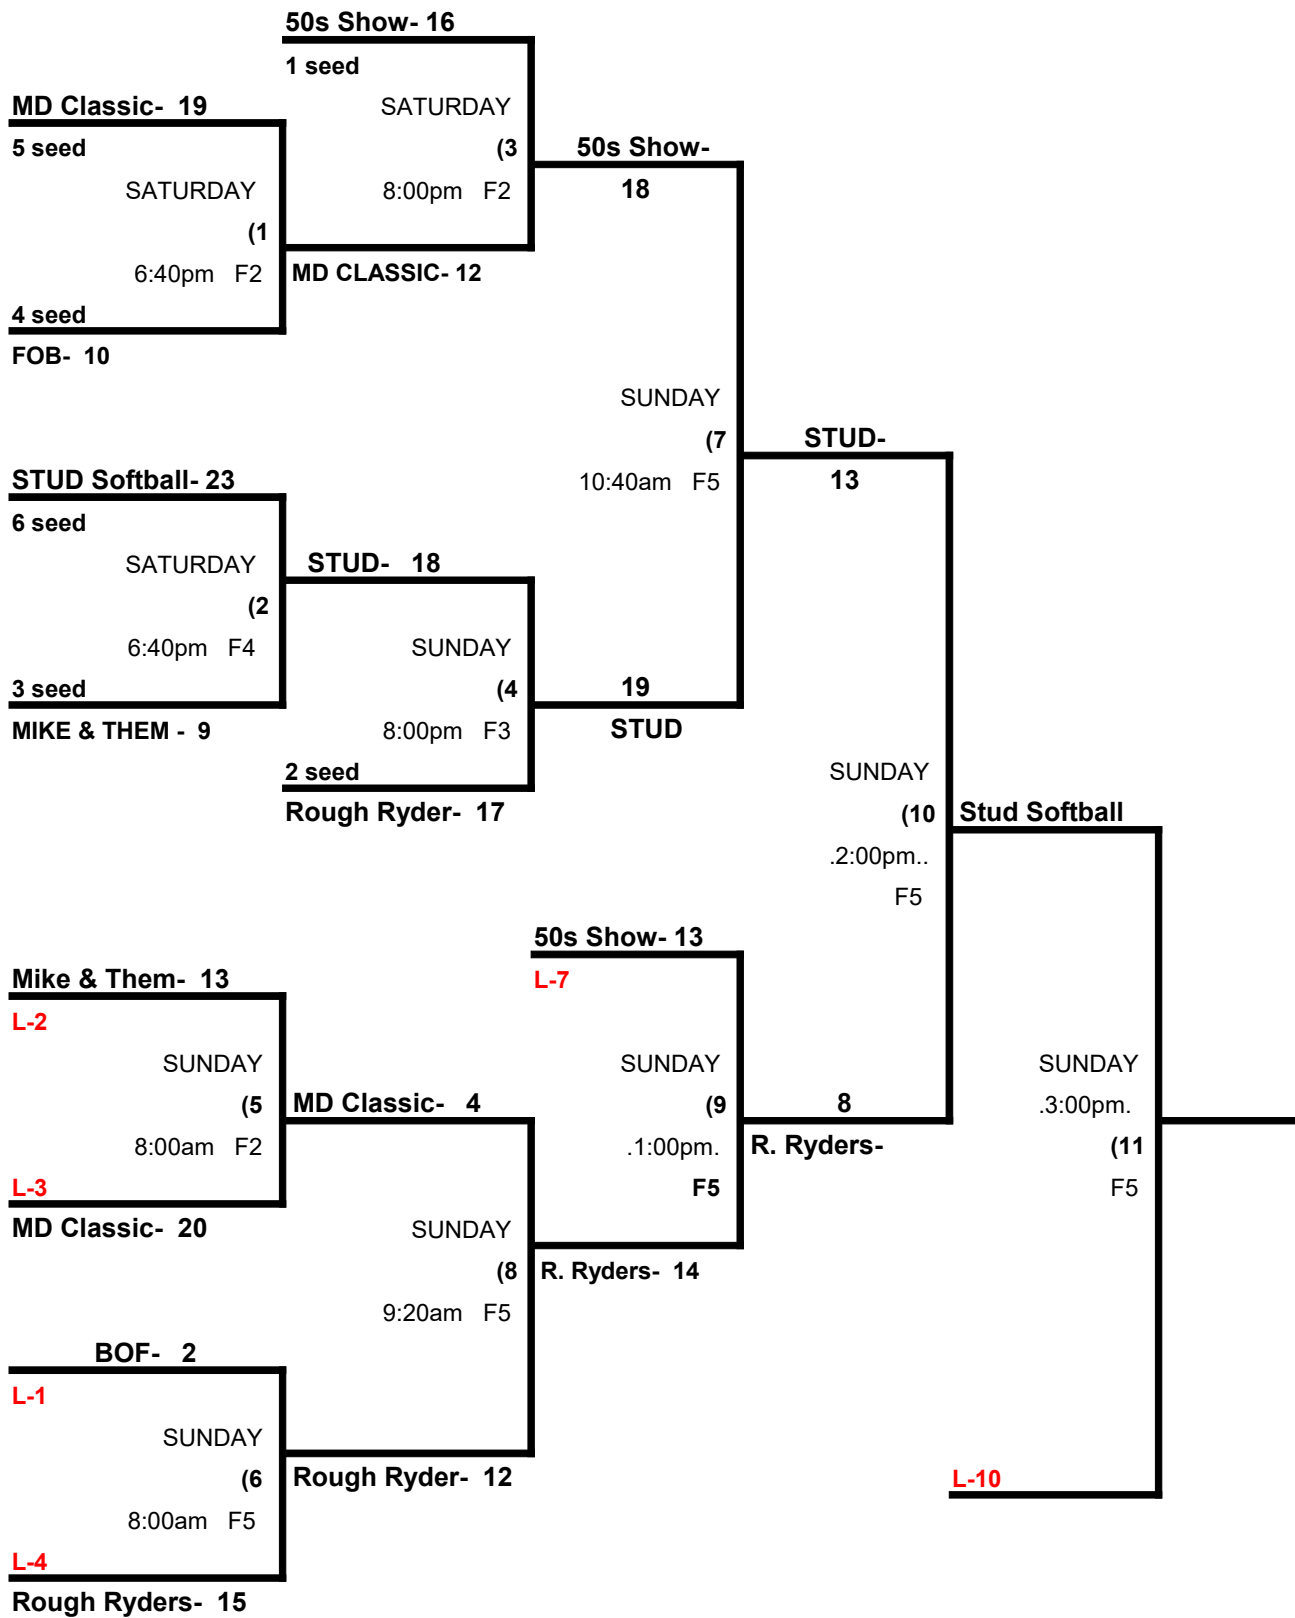 50s Show- 16
1 seed
MD Classic-  19
SATURDAY
5 seed
(3
50s Show-
SATURDAY
8:00pm   F2
18
(1
6:40pm   F2
MD CLASSIC- 12
4 seed
FOB-  10
SUNDAY
(7
STUD-
STUD Softball- 23
10:40am   F5
13
6 seed
SATURDAY
STUD-   18
(2
6:40pm   F4
SUNDAY
3 seed
(4
19
MIKE & THEM -  9
8:00pm   F3
STUD
2 seed
SUNDAY
Rough Ryder-  17
(10
Stud Softball
.2:00pm..
F5
50s Show- 13
Mike & Them-  13
L-7
L-2
SUNDAY
SUNDAY
SUNDAY
(5
MD Classic-   4
(9
8
.3:00pm.
8:00am   F2
.1:00pm.
R. Ryders-
(11
L-3
F5
F5
MD Classic-  20
SUNDAY
(8
R. Ryders-  14
9:20am   F5
BOF-   2
L-1
SUNDAY
(6
Rough Ryder-  12
L-10
8:00am   F5
L-4
Rough Ryders-  15